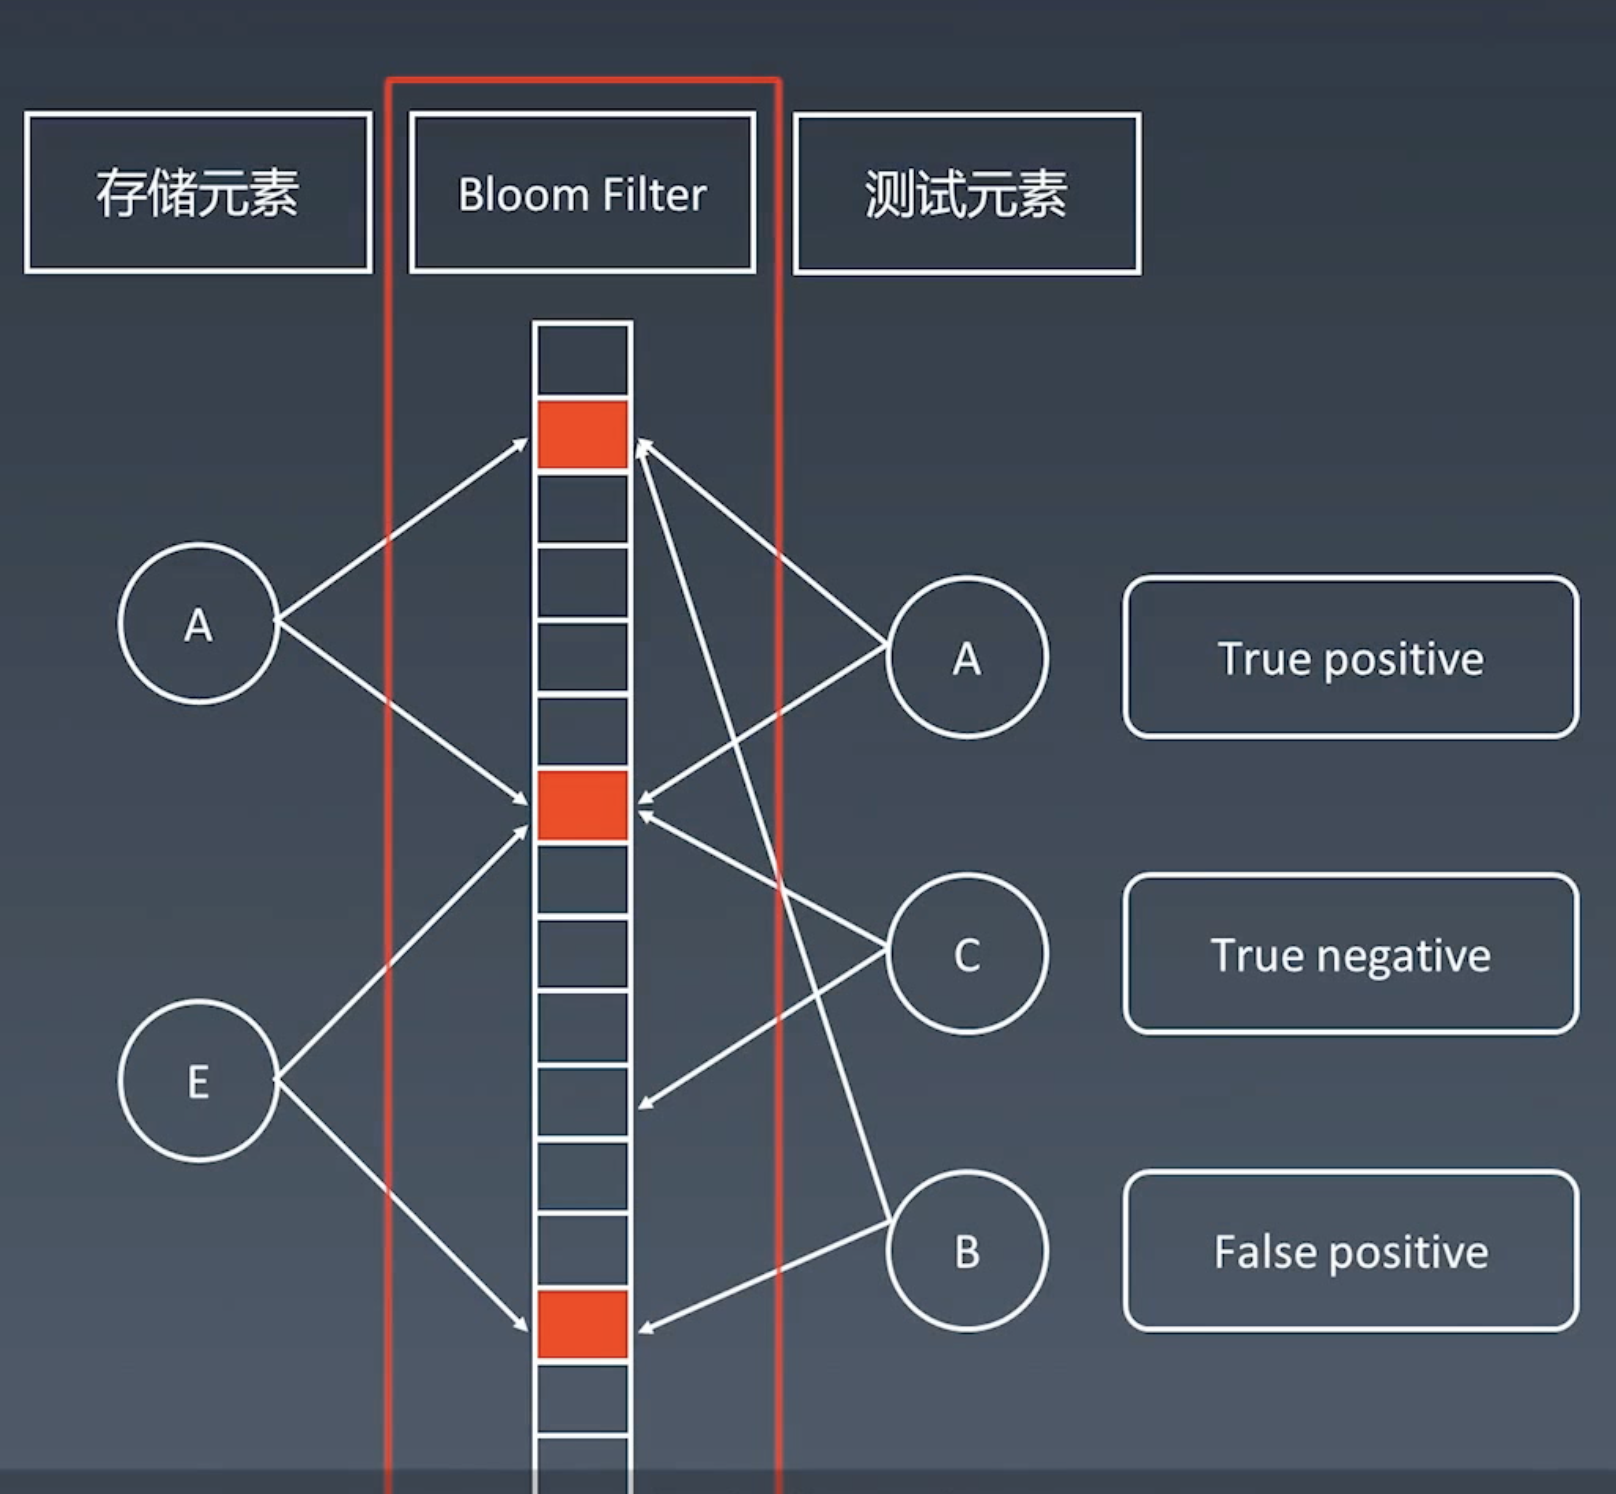 存储元素
Bloom Filter
测试元素
A
A
True positive
C
True negative
E
B
False positive